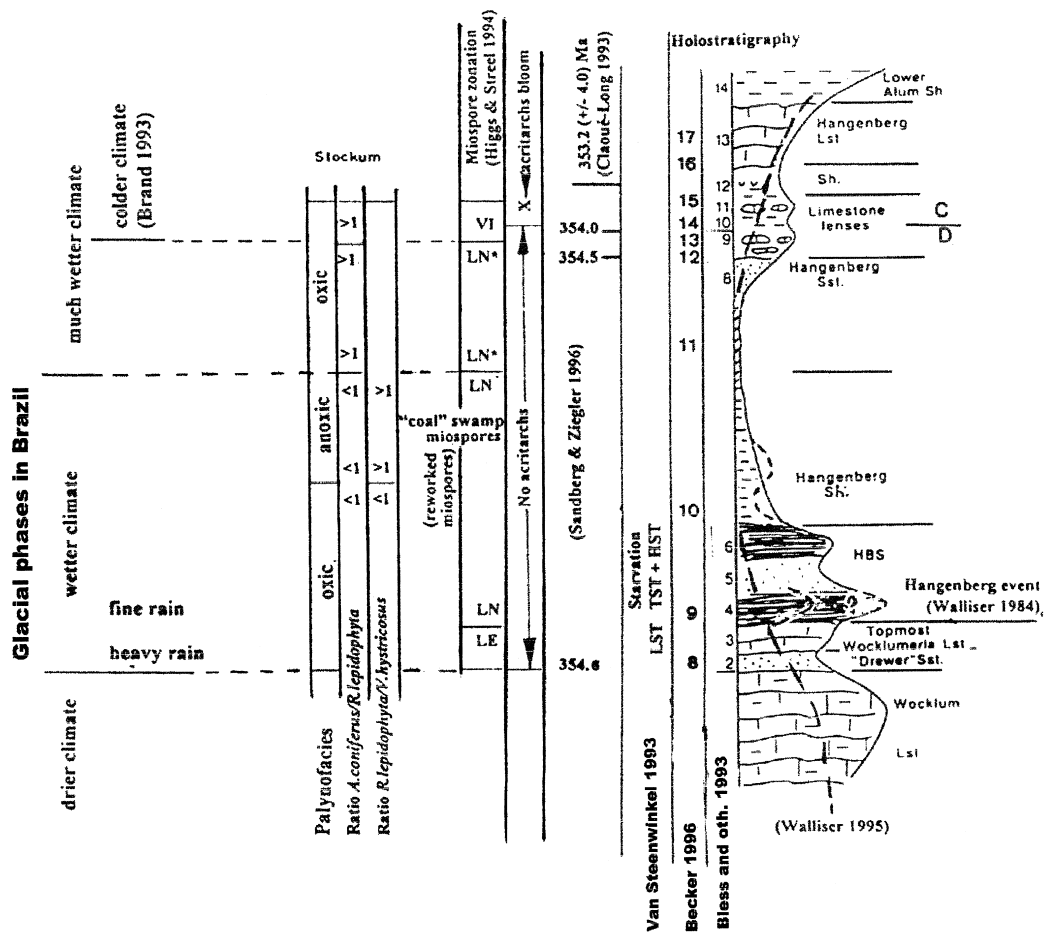 Glacial phases in Brazil
drier climate
wetter climate
much wetter climate
colder climate
(Brand 1993)
fine rain
heavy rain
Stockum
oxic
anoxic
oxic
Palynofacies
>1
>1
>1
<1
<1
<1
Ratio A.coniferus/R.lepidophyta
>1
>1
<1
Ratio R.lepidophyta/V.hystricosus
Miospore zonation
(Higgs & Streel 1994)
VI
LN*
LN*
LN
"coal" swamp
miospores
(reworked
miospores)
LN
LE
acritarchs bloom
X
No acritarchs
353.2 (+/- 4.0) Ma
(Claoué-Long 1993)
354.0
354.5
(Sandberg & Ziegler 1996)
354.6
Starvation
LST TST + HST
Van Steenwinkel 1993
17
16
15
14
13
12
11
10
9
8
Becker 1996
14
13
12
11
10
9
8
6
5
4
3
2
Bless and oth. 1993
Holostratigraphy
Lower
Alum Sh
Hangenberg
Lst
Sh.
Limestone
lenses
C
D
Hangenberg
Sst.
Hangenberg
Sh.
HBS
Hangenberg event
(Walliser 1984)
Topmost
Wocklumeria Lst
"Drewer" Sst.
Wocklum
Lst
(Walliser 1995)